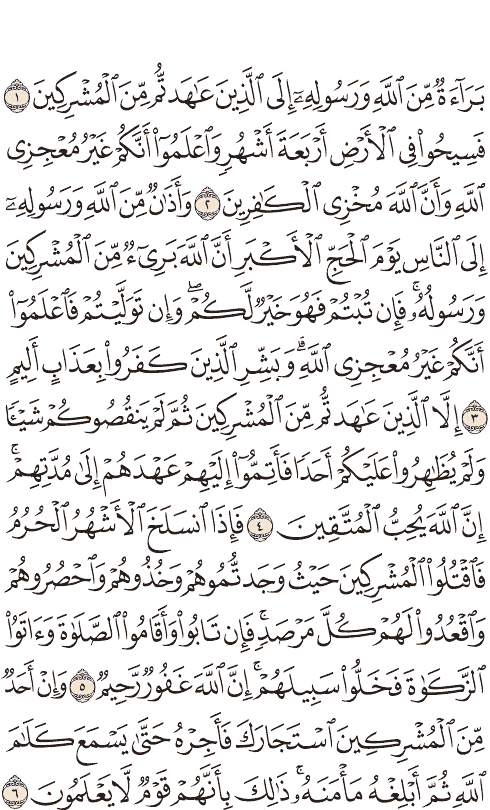 بَرَآءَةٌ مِّنَ ٱللَّهِ وَرَسُولِهِۦٓ إِلَى ٱلَّذِينَ عَٰهَدتُّم مِّنَ ٱلْمُشْرِكِينَ ١
فَسِيحُوا۟ فِى ٱلْأَرْضِ أَرْبَعَةَ أَشْهُرٍ وَٱعْلَمُوٓا۟ أَنَّكُمْ غَيْرُ مُعْجِزِى
ٱللَّهِ وَأَنَّ ٱللَّهَ مُخْزِى ٱلْكَٰفِرِينَ ٢ وَأَذَٰنٌ مِّنَ ٱللَّهِ وَرَسُولِهِۦٓ
إِلَى ٱلنَّاسِ يَوْمَ ٱلْحَجِّ ٱلْأَكْبَرِ أَنَّ ٱللَّهَ بَرِىٓءٌ مِّنَ ٱلْمُشْرِكِينَ
وَرَسُولُهُۥ ۚ فَإِن تُبْتُمْ فَهُوَ خَيْرٌ لَّكُمْ ۖ وَإِن تَوَلَّيْتُمْ فَٱعْلَمُوٓا۟
أَنَّكُمْ غَيْرُ مُعْجِزِى ٱللَّهِ ۗ وَبَشِّرِ ٱلَّذِينَ كَفَرُوا۟ بِعَذَابٍ أَلِيمٍ
٣ إِلَّا ٱلَّذِينَ عَٰهَدتُّم مِّنَ ٱلْمُشْرِكِينَ ثُمَّ لَمْ يَنقُصُوكُمْ شَيْـًٔا
وَلَمْ يُظَٰهِرُوا۟ عَلَيْكُمْ أَحَدًا فَأَتِمُّوٓا۟ إِلَيْهِمْ عَهْدَهُمْ إِلَىٰ مُدَّتِهِمْ ۚ
إِنَّ ٱللَّهَ يُحِبُّ ٱلْمُتَّقِينَ ٤ فَإِذَا ٱنسَلَخَ ٱلْأَشْهُرُ ٱلْحُرُمُ
فَٱقْتُلُوا۟ ٱلْمُشْرِكِينَ حَيْثُ وَجَدتُّمُوهُمْ وَخُذُوهُمْ وَٱحْصُرُوهُمْ
وَٱقْعُدُوا۟ لَهُمْ كُلَّ مَرْصَدٍ ۚ فَإِن تَابُوا۟ وَأَقَامُوا۟ ٱلصَّلَوٰةَ وَءَاتَوُا۟
ٱلزَّكَوٰةَ فَخَلُّوا۟ سَبِيلَهُمْ ۚ إِنَّ ٱللَّهَ غَفُورٌ رَّحِيمٌ ٥ وَإِنْ أَحَدٌ
مِّنَ ٱلْمُشْرِكِينَ ٱسْتَجَارَكَ فَأَجِرْهُ حَتَّىٰ يَسْمَعَ كَلَٰمَ
ٱللَّهِ ثُمَّ أَبْلِغْهُ مَأْمَنَهُۥ ۚ ذَٰلِكَ بِأَنَّهُمْ قَوْمٌ لَّا يَعْلَمُونَ ٦